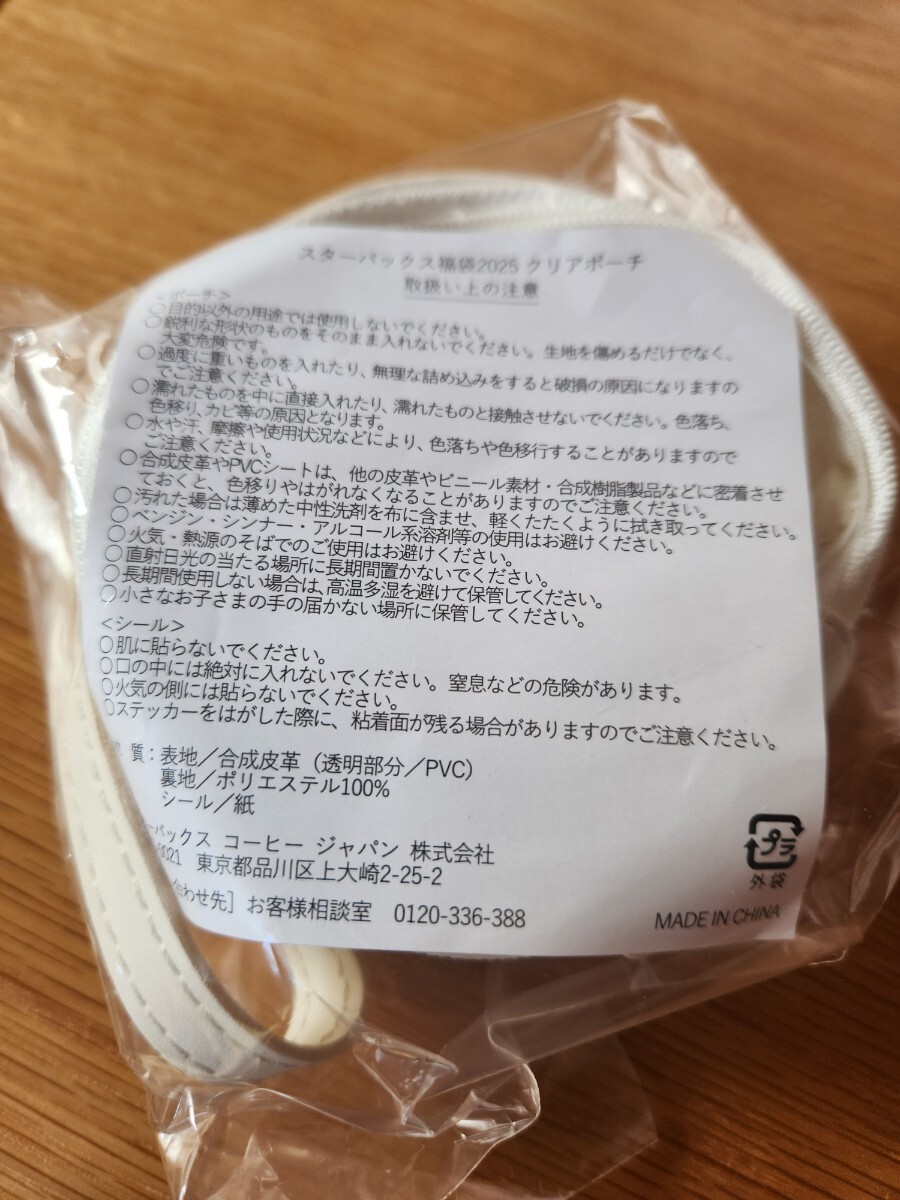 スターバックス福袋2025 クリアポーチ
取扱い上の注意
<ポーチ>
○目的以外の用途では使用しないでください。
○鋭利な形状のものをそのまま入れないでください。生地を傷めるだけでなく、
大変危険です。
○過度に重いものを入れたり、無理な詰め込みをすると破損の原因になりますの
でご注意ください。
○濡れたものを中に直接入れたり、濡れたものと接触させないでください。色落ち、
色移り、カビ等の原因となります。
○水や汗、摩擦や使用状況などにより、色落ちや色移行することがありますので
ご注意ください。
○合成皮革やPVCシートは、他の皮革やビニール素材・合成樹脂製品などに密着させ
ておくと、色移りやはがれなくなることがありますのでご注意ください。
○汚れた場合は薄めた中性洗剤を布に含ませ、軽くたたくように拭き取ってください。
○ベンジン・シンナー・アルコール系溶剤等の使用はお避けください。
○火気・熱源のそばでのご使用はお避けください。
○直射日光の当たる場所に長期間置かないでください。
○長期間使用しない場合は、高温多湿を避けて保管してください。
○小さなお子さまの手の届かない場所に保管してください。
<シール>
○肌に貼らないでください。
○口の中には絶対に入れないでください。窒息などの危険があります。
○火気の側には貼らないでください。
○ステッカーをはがした際に、粘着面が残る場合がありますのでご注意ください。
質：表地／合成皮革（透明部分／PVC）
裏地／ポリエステル100%
シール／紙
ーバックス コーヒー ジャパン 株式会社
0021 東京都品川区上大崎2-25-2
合わせ先］お客様相談室 0120-336-388
プラ
外袋
MADE IN CHINA